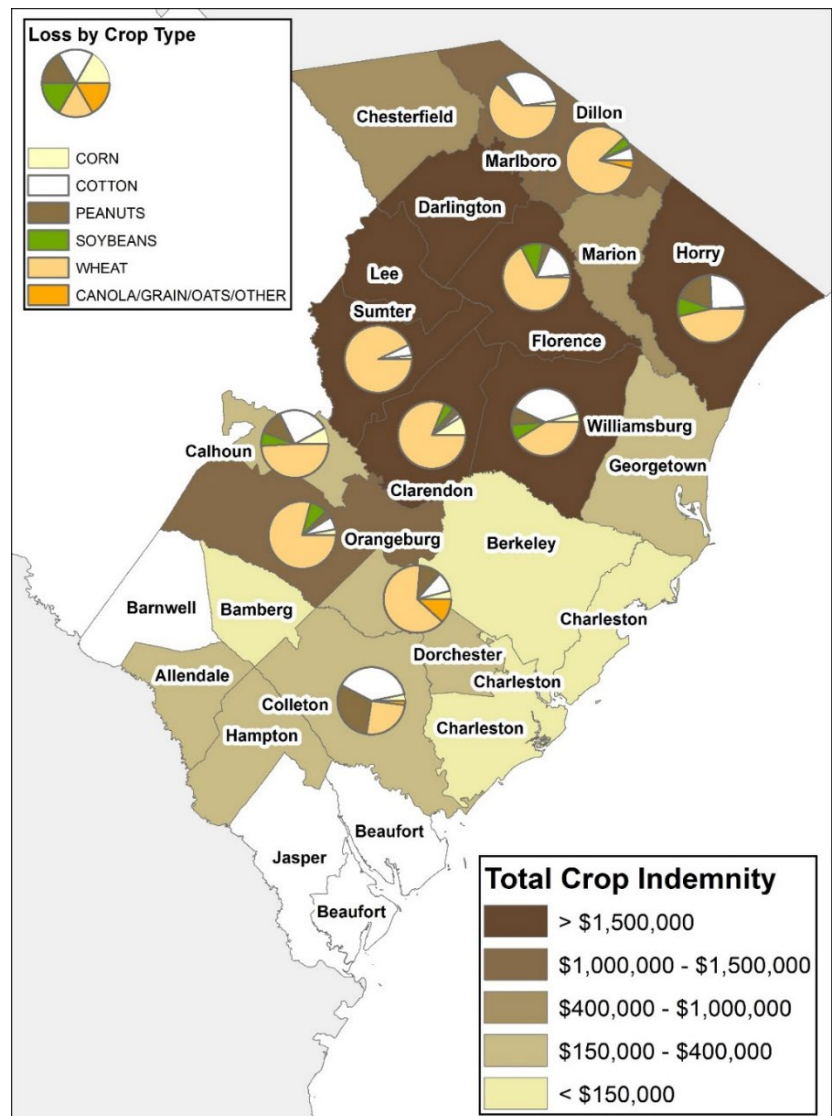 Loss by Crop Type
CORN
COTTON
PEANUTS
SOYBEANS
WHEAT
CANOLA/GRAIN/OATS/OTHER
Chesterfield
Dillon
Marlboro
Darlington
Marion
Horry
Lee
Sumter
Florence
Williamsburg
Calhoun
Georgetown
Clarendon
Orangeburg
Berkeley
Barnwell
Bamberg
Charleston
Dorchester
Allendale
Charleston
Colleton
Charleston
Hampton
Beaufort
Jasper
Beaufort
Total Crop Indemnity
> $1,500,000
$1,000,000 - $1,500,000
$400,000 - $1,000,000
$150,000 - $400,000
< $150,000